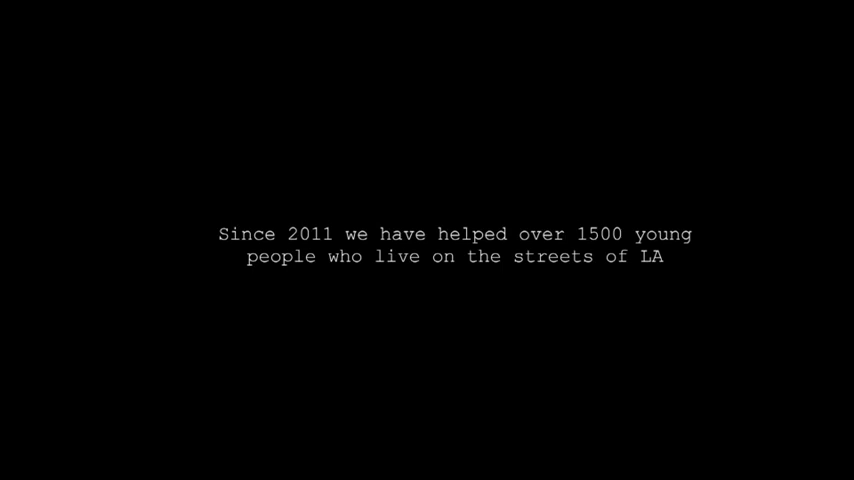 Since 2011 we have helped over 1500 young
people who live on the streets of LA